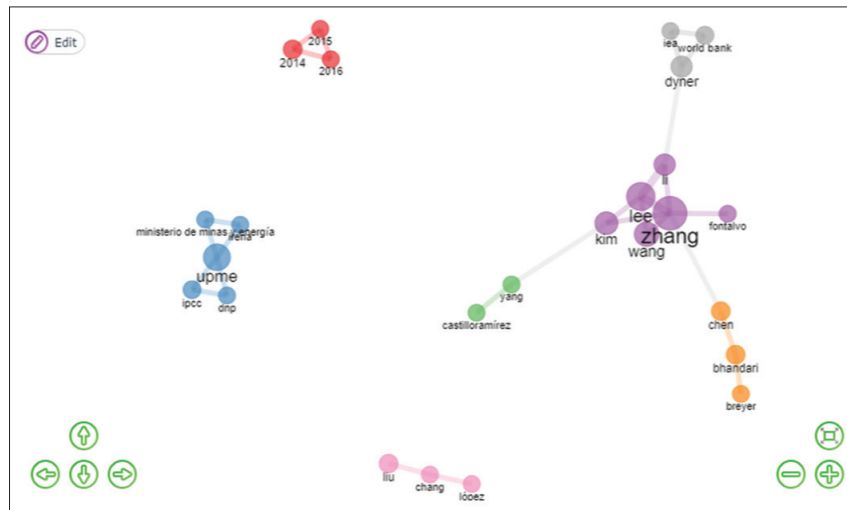 Edit
2015
2014
2016
iea
world bank
dyner
li
lee
fontalvo
kim
zhang
wang
ministerio de minas y energía
irena
upme
ipcc
dnp
yang
castilloramírez
chen
bhandari
breyer
liu
chang
lópez